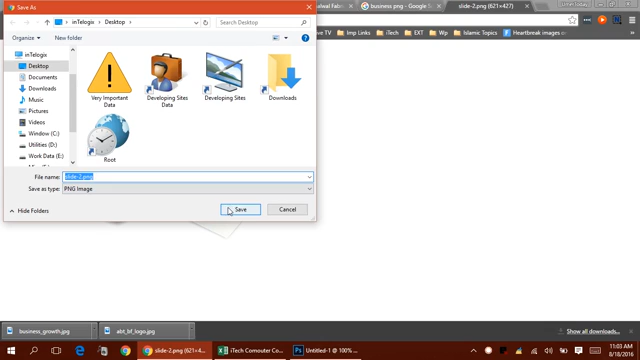 Save As
inTelogix
Desktop
Search Desktop
Organize
New folder
inTelogix
Desktop
Documents
Downloads
Music
Pictures
Videos
Window (C:)
Utilities (D:)
Work Data (E:)
Very Important Data
Developing Sites Data
Developing Sites
Downloads
Root
File name:
slide-2.png
Save as type:
PNG Image
Hide Folders
Save
Cancel
business png - Google S
slide-2.png (621×427)
TV
Important
iTech
EXT
Wp
Islamic Topics
Heartbreak images an
business_growth.jpg
abt_bf_logo.jpg
Show all downloads...
slide-2.png (621×4...
iTech Comouter Co
Untitled-1 @ 100% ...
11:03 AM
8/18/2016